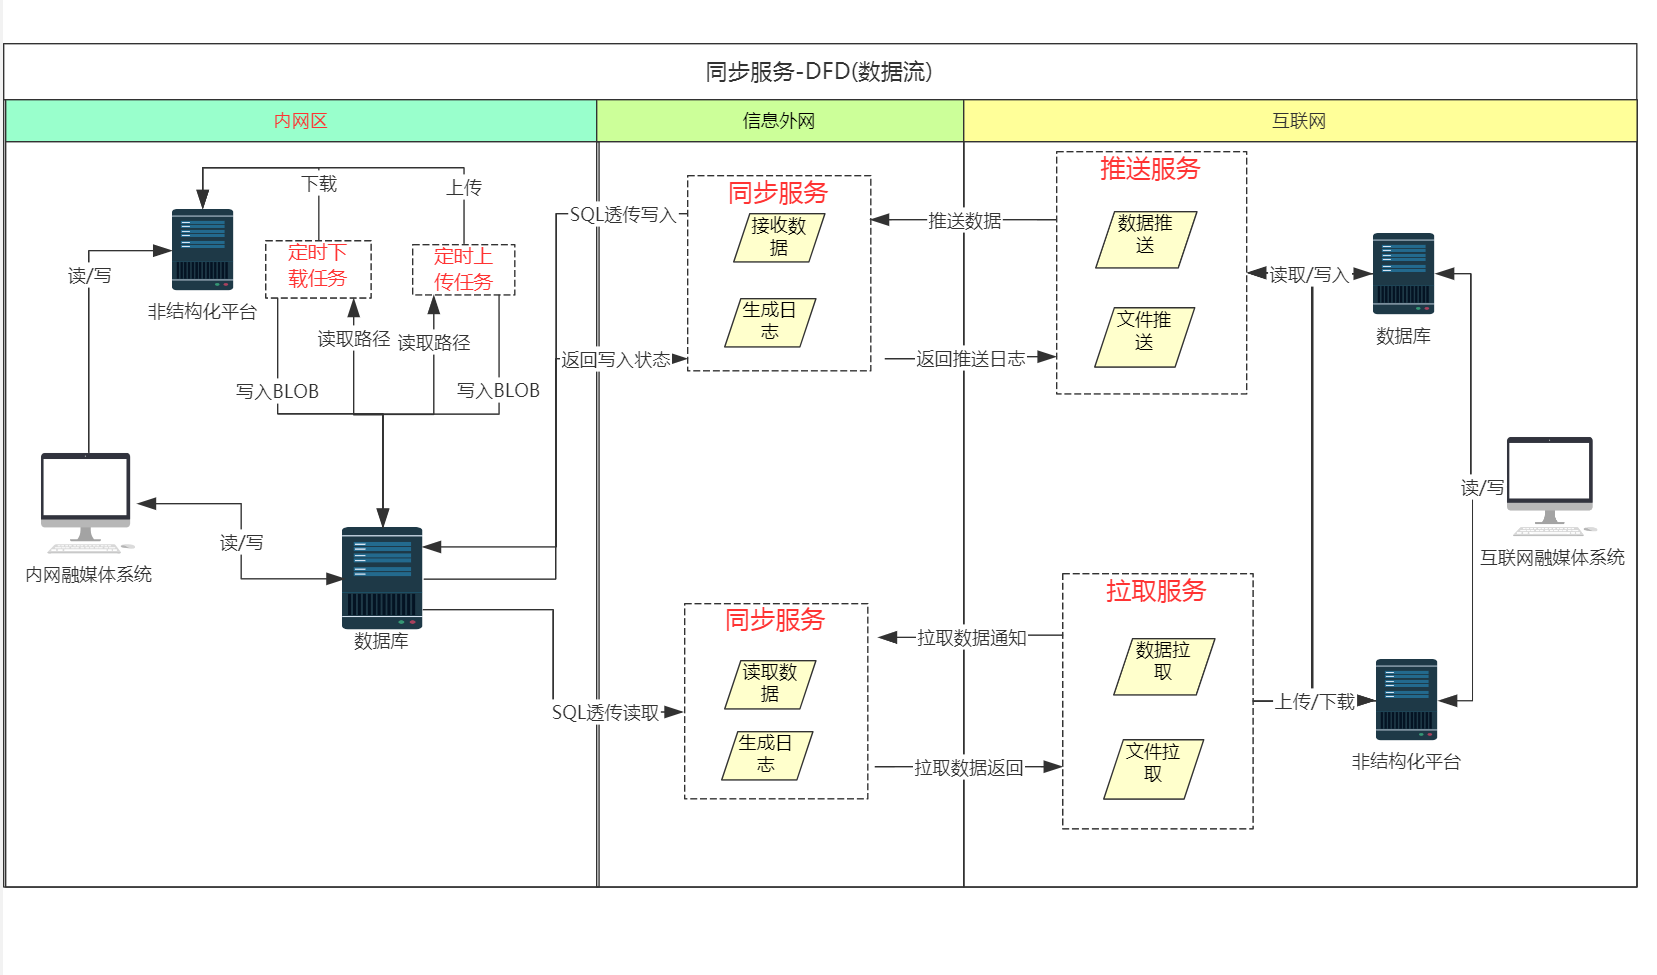 同步服务-DFD(数据流)
内网区
信息外网
互联网
下载
上传
定时下
载任务
定时上
传任务
读/写
非结构化平台
读取路径
读取路径
写入BLOB
写入BLOB
内网融媒体系统
读/写
数据库
SQL透传写入
返回写入状态
SQL透传读取
同步服务
接收数
据
生成日
志
同步服务
读取数
据
生成日
志
推送数据
返回推送日志
拉取数据通知
拉取数据返回
推送服务
数据推
送
文件推
送
拉取服务
数据拉
取
文件拉
取
读取/写入
数据库
读/写
互联网融媒体系统
上传/下载
非结构化平台